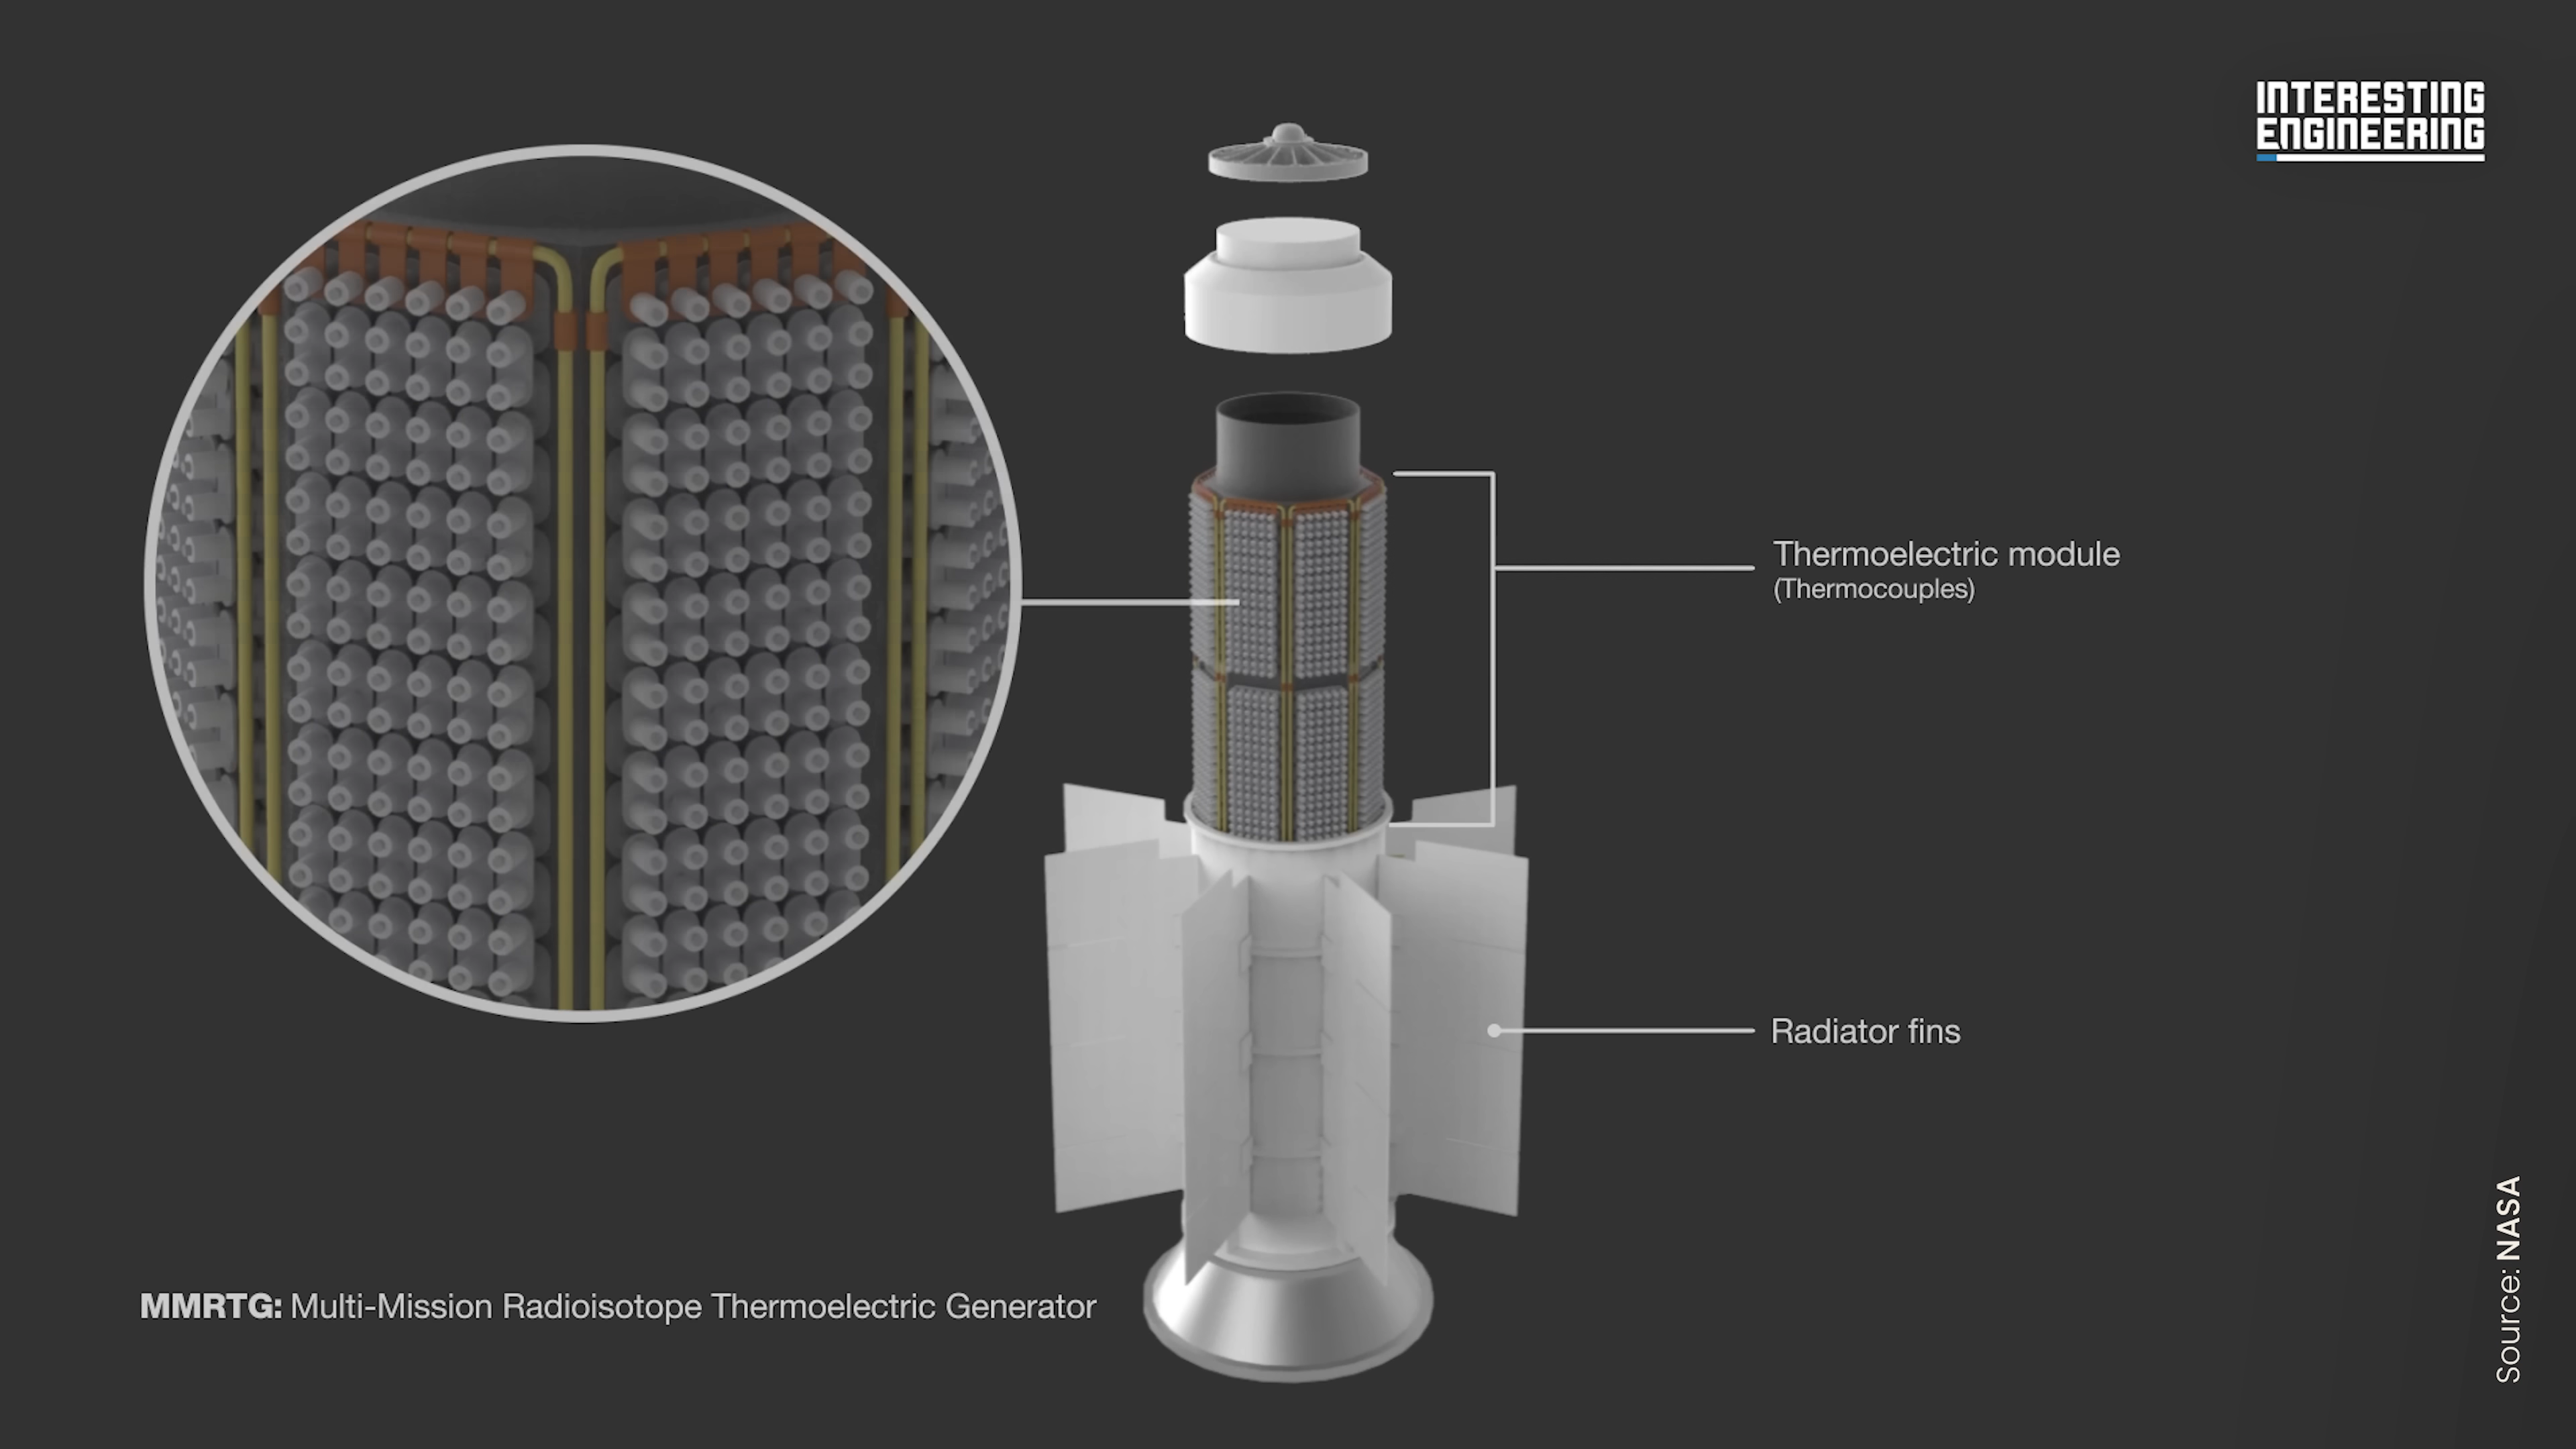 INTERESTING
ENGINEERING
Thermoelectric module
(Thermocouples)
Radiator fins
MMRTG: Multi-Mission Radioisotope Thermoelectric Generator
Source: NASA